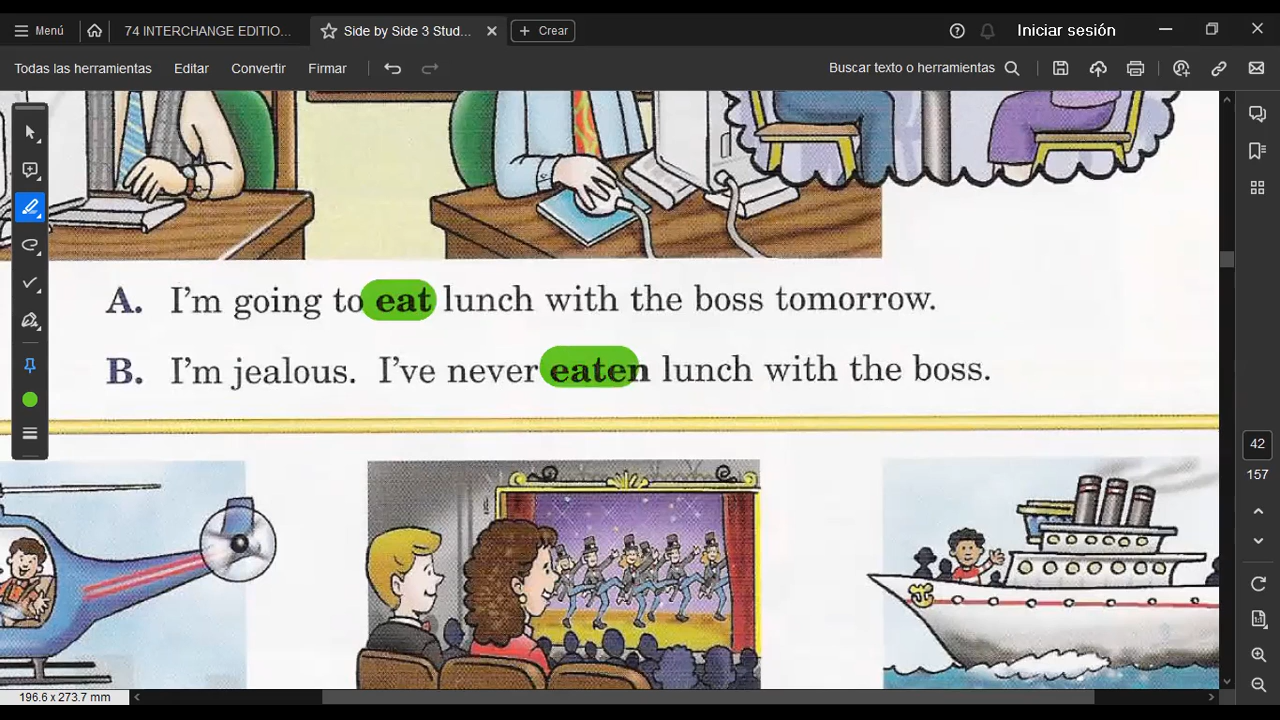 Menú 74 INTERCHANGE EDITIO... Side by Side 3 Stud... Crear Iniciar sesión
Todas las herramientas Editar Convertir Firmar Buscar texto o herramientas
A. I'm going to eat lunch with the boss tomorrow.
B. I'm jealous. I've never eaten lunch with the boss.
42
157
196.6 x 273.7 mm